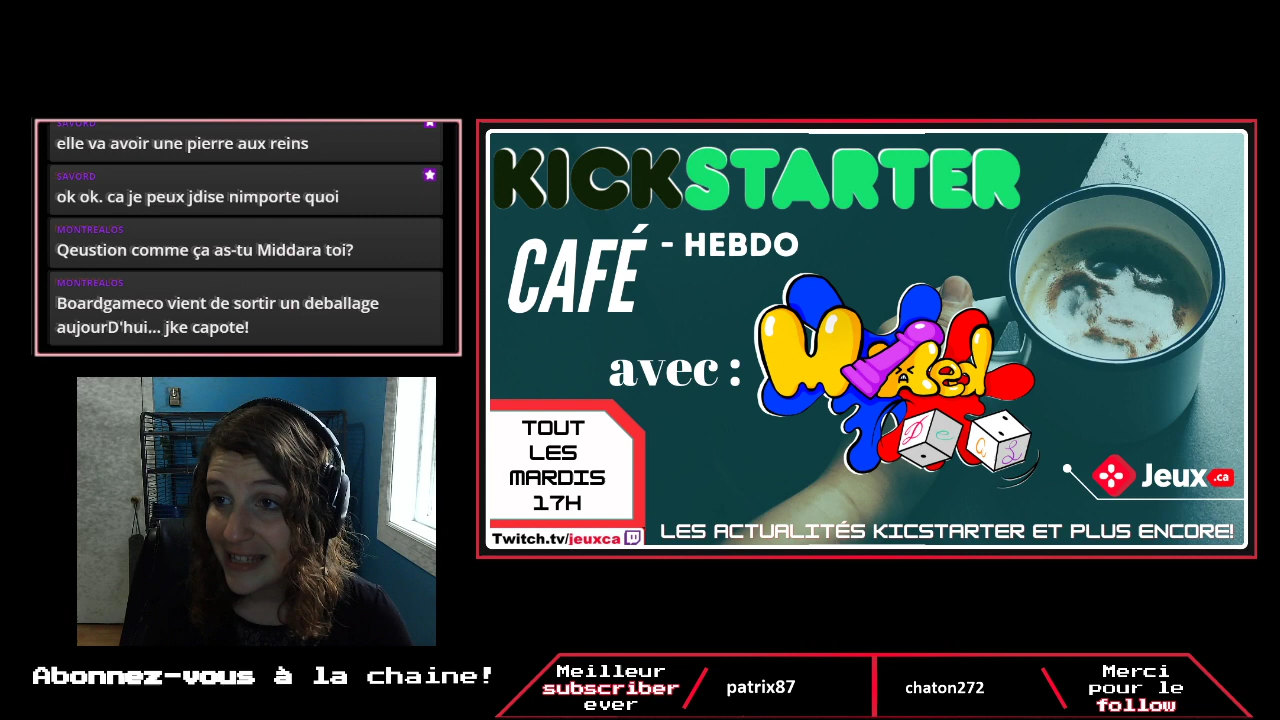 SAVORD
elle va avoir une pierre aux reins
SAVORD
ok ok. ca je peux jdise nimporte quoi
MONTREALOS
Qeustion comme ça as-tu Middara toi?
MONTREALOS
Boardgameco vient de sortir un deballage
aujourD'hui... jke capote!
KICKSTARTER
CAFÉ - HEBDO
avec :
Mixed
TOUT
LES
MARDIS
17H
Jeux.ca
Twitch.tv/jeuxca
LES ACTUALITÉS KICSTARTER ET PLUS ENCORE!
Abonnez-vous à la chaine!
Meilleur
subscriber
ever
patrix87
chaton272
Merci
pour le
follow